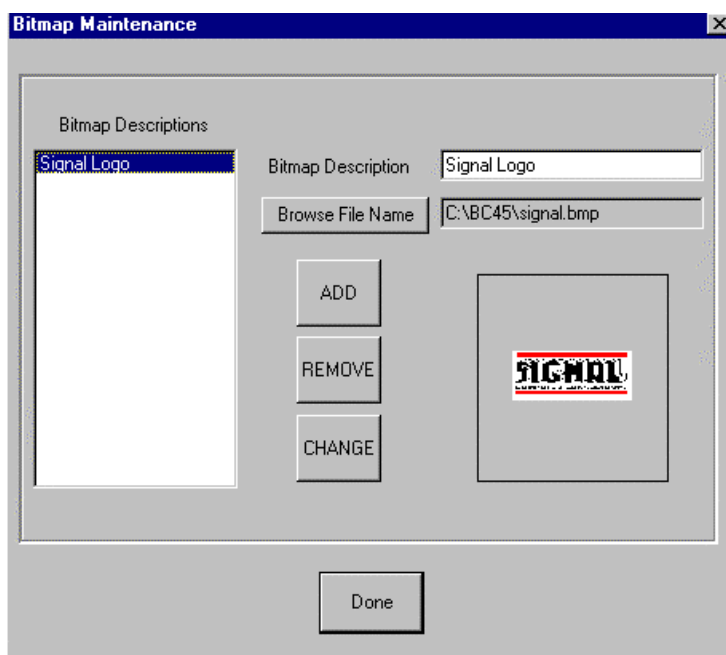 Bitmap Maintenance
Bitmap Descriptions
Signal Logo
Bitmap Description
Signal Logo
Browse File Name
C:\BC45\signal.bmp
ADD
REMOVE
CHANGE
SIGNAL
Done